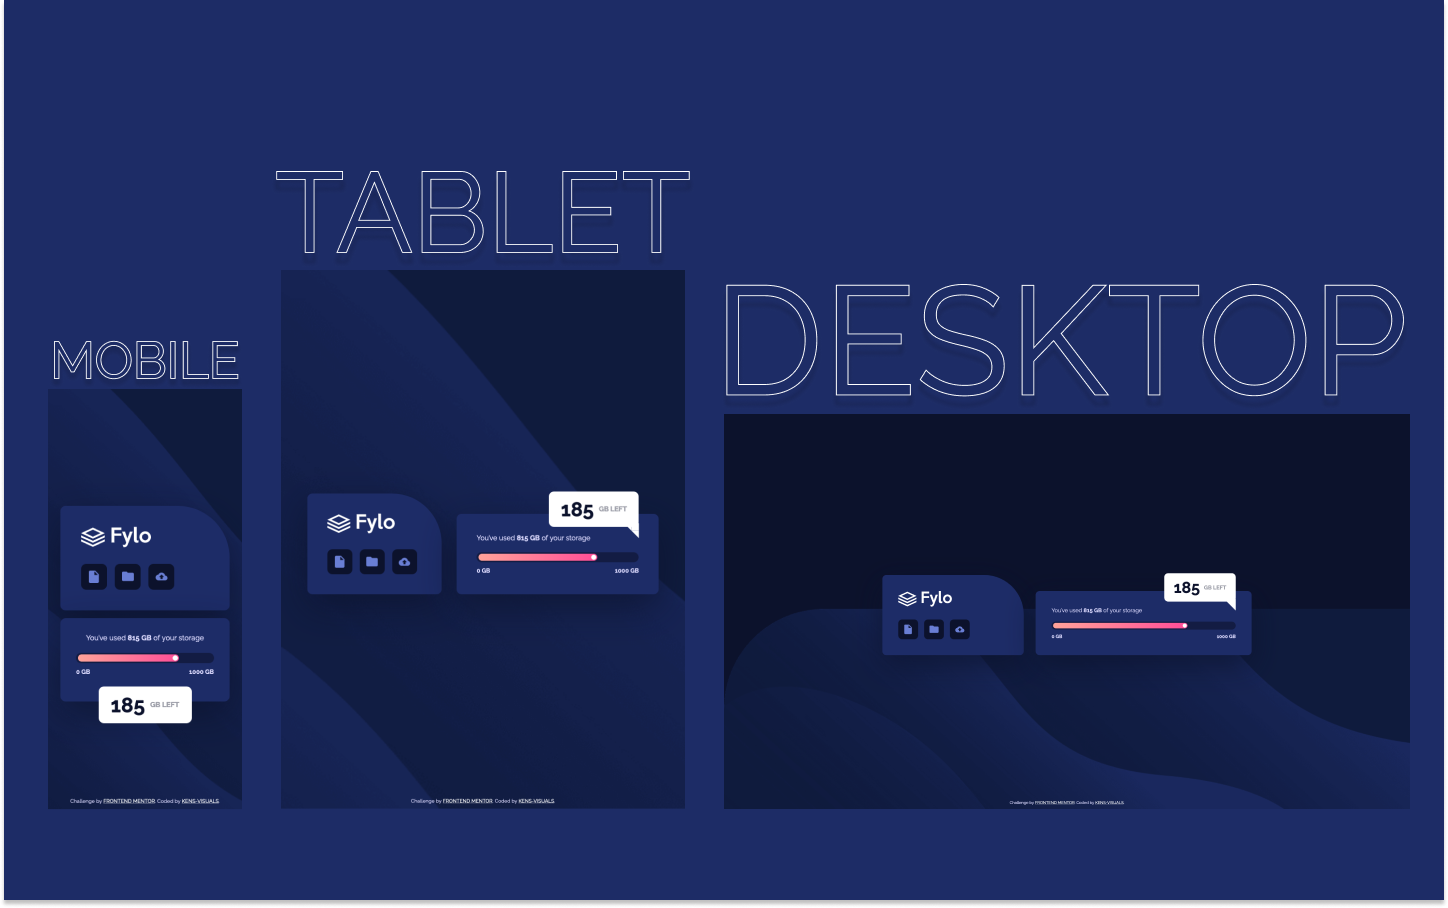 MOBILE
Fylo
You've used 815 GB of your storage
0 GB 1000 GB
185 GB LEFT
Challenge by FRONTEND MENTOR. Coded by KENS-VISUALS.
TABLET
Fylo
185 GB LEFT
You've used 815 GB of your storage
0 GB 1000 GB
Challenge by FRONTEND MENTOR. Coded by KENS-VISUALS.
DESKTOP
Fylo
185 GB LEFT
You've used 815 GB of your storage
0 GB 1000 GB
Challenge by FRONTEND MENTOR. Coded by KENS-VISUALS.